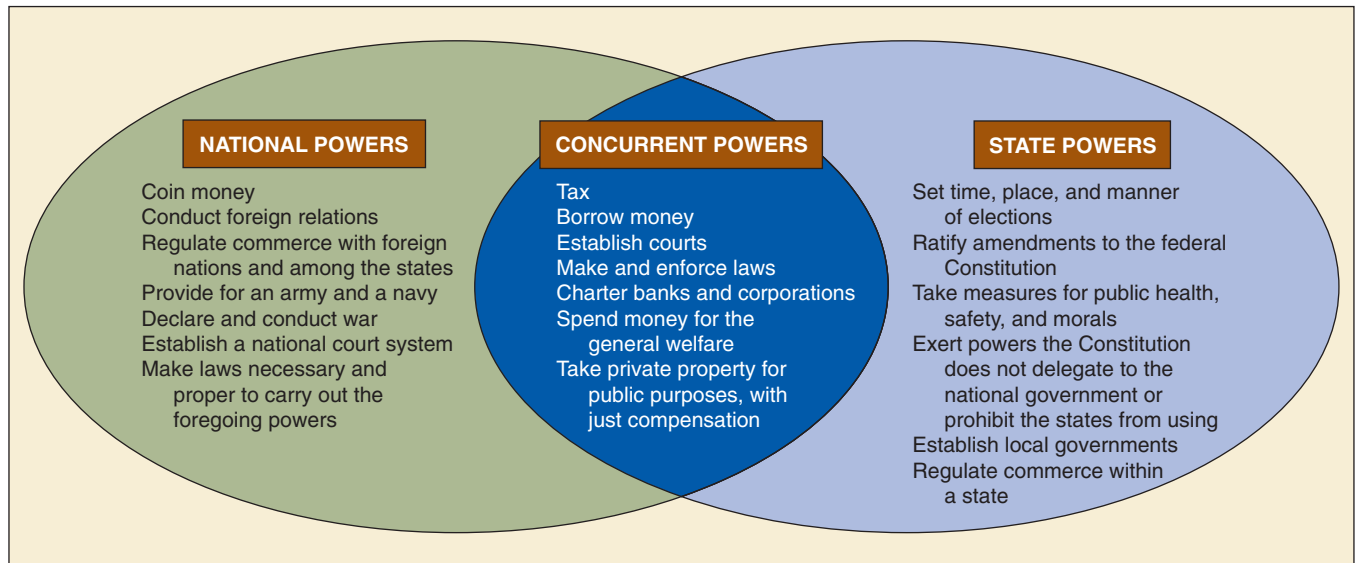 NATIONAL POWERS
Coin money
Conduct foreign relations
Regulate commerce with foreign
nations and among the states
Provide for an army and a navy
Declare and conduct war
Establish a national court system
Make laws necessary and
proper to carry out the
foregoing powers
CONCURRENT POWERS
Tax
Borrow money
Establish courts
Make and enforce laws
Charter banks and corporations
Spend money for the
general welfare
Take private property for
public purposes, with
just compensation
STATE POWERS
Set time, place, and manner
of elections
Ratify amendments to the federal
Constitution
Take measures for public health,
safety, and morals
Exert powers the Constitution
does not delegate to the
national government or
prohibit the states from using
Establish local governments
Regulate commerce within
a state